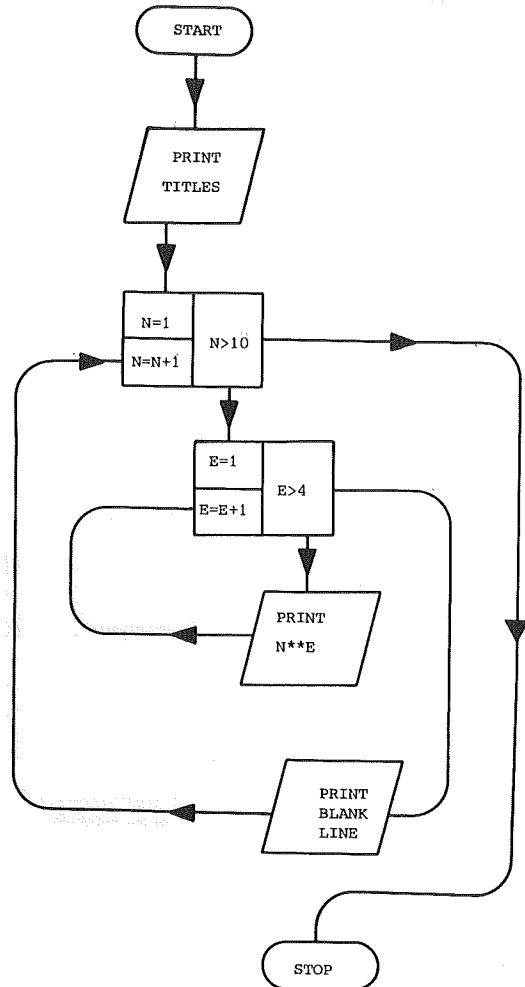 START
PRINT
TITLES
N=1
N=N+1
N>10
E=1
E=E+1
E>4
PRINT
N**E
PRINT
BLANK
LINE
STOP